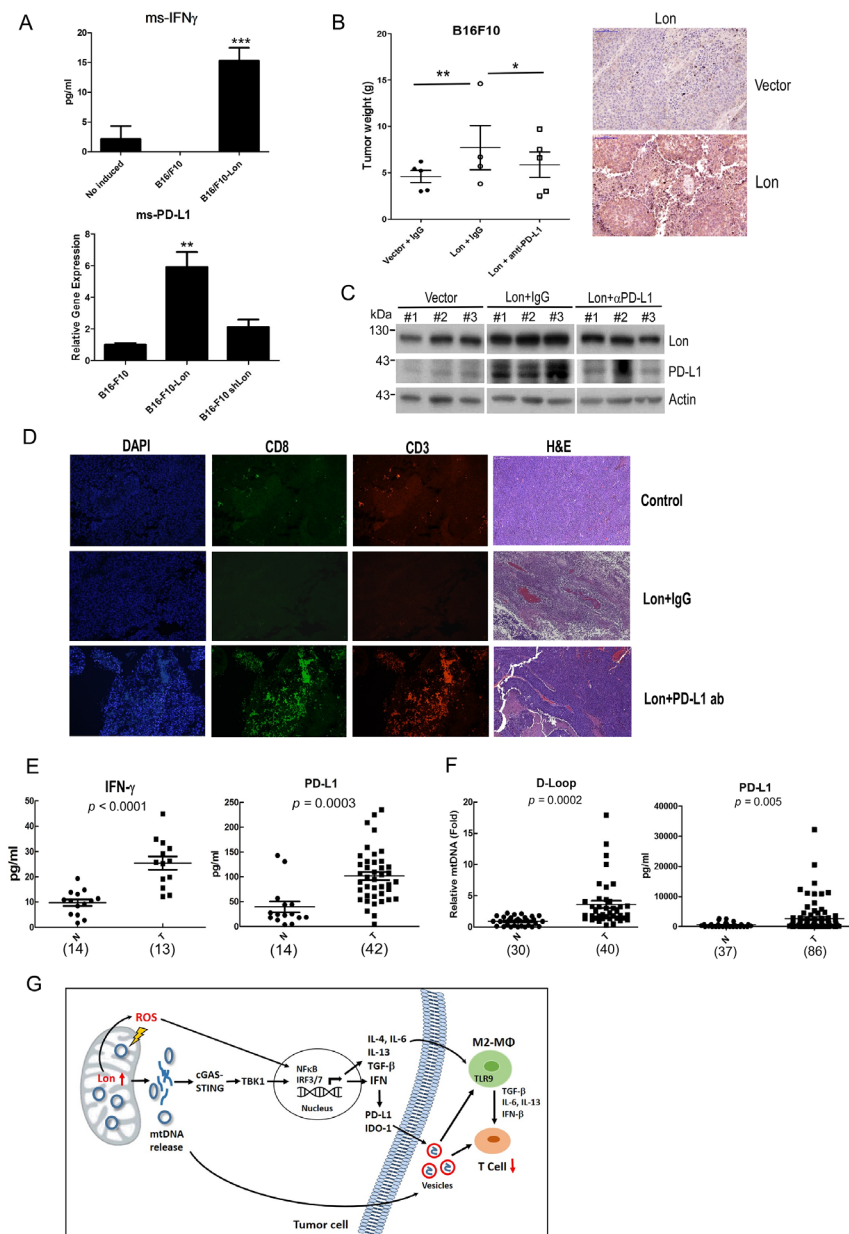 A
ms-IFNγ
***
pg/ml
20
15
10
5
0
No induced
B16/F10
B16/F10-Lon
ms-PD-L1
**
Relative Gene Expression
8
6
4
2
0
B16-F10
B16-F10-Lon
B16-F10 shLon
B
B16F10
Tumor weight (g)
20
15
10
5
0
**
*
Vector + IgG
Lon + IgG
Lon + anti-PD-L1
Lon
Vector
Lon
C
Vector
Lon+IgG
Lon+αPD-L1
kDa
#1 #2 #3
#1 #2 #3
#1 #2 #3
130
Lon
43
PD-L1
43
Actin
D
DAPI
CD8
CD3
H&E
Control
Lon+IgG
Lon+PD-L1 ab
E
IFN-γ
p < 0.0001
pg/ml
50
40
30
20
10
0
N
T
(14)
(13)
PD-L1
p = 0.0003
pg/ml
250
200
150
100
50
0
N
T
(14)
(42)
F
D-Loop
p = 0.0002
Relative mtDNA (Fold)
20
15
10
5
0
N
T
(30)
(40)
PD-L1
p = 0.005
pg/ml
40000
30000
20000
10000
0
N
T
(37)
(86)
G
ROS
Lon
mtDNA
release
cGAS-
STING
TBK1
NFκB
IRF3/7
Nucleus
IL-4, IL-6
IL-13
TGF-β
IFN
PD-L1
IDO-1
Tumor cell
Vesicles
M2-MΦ
TLR9
TGF-β
IL-6, IL-13
IFN-β
T Cell